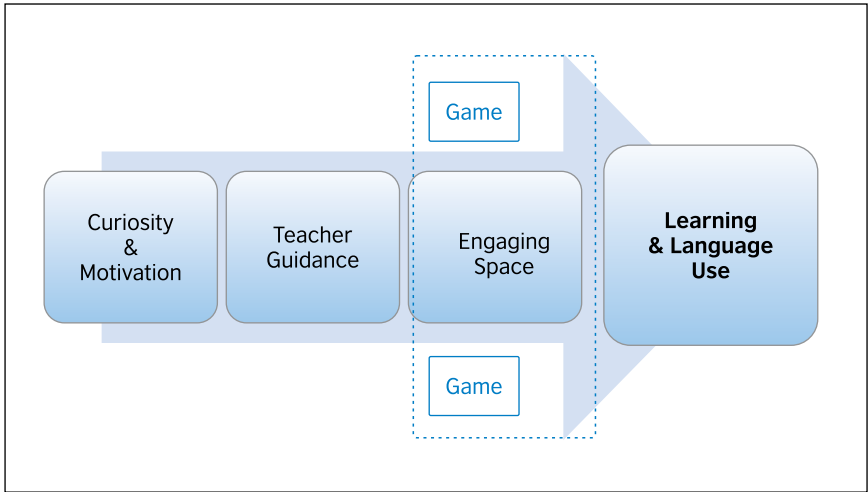 Game
Curiosity
&
Motivation
Teacher
Guidance
Engaging
Space
Learning
& Language
Use
Game